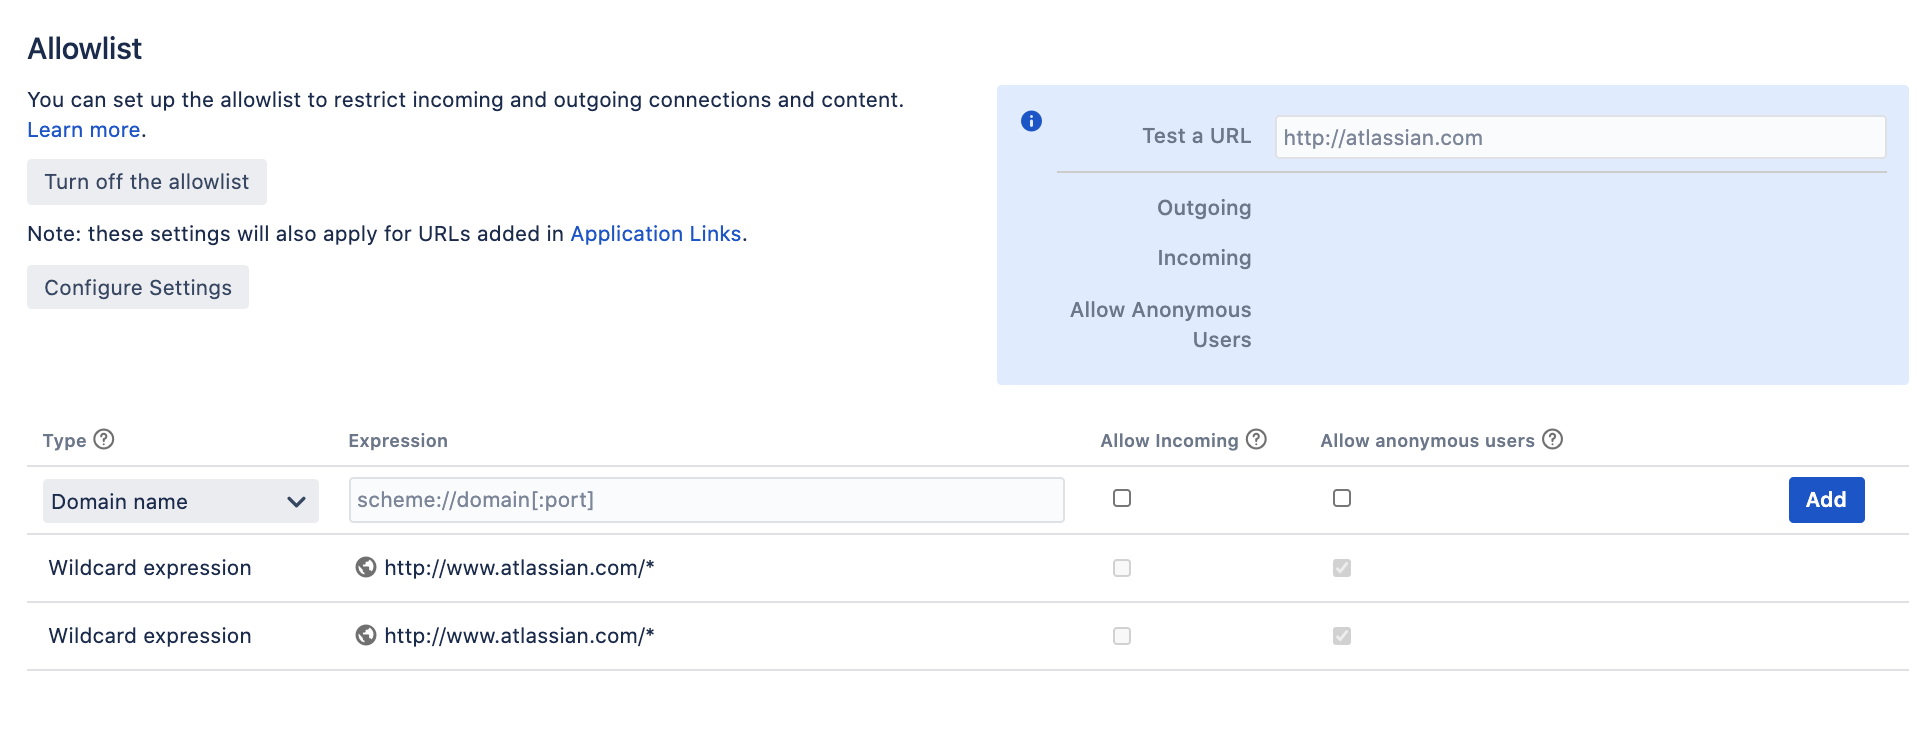 Allowlist
You can set up the allowlist to restrict incoming and outgoing connections and content.
Learn more.
Turn off the allowlist
Note: these settings will also apply for URLs added in Application Links.
Configure Settings
Test a URL http://atlassian.com
Outgoing
Incoming
Allow Anonymous
Users
Type Expression Allow Incoming Allow anonymous users
Domain name scheme://domain[:port] Add
Wildcard expression http://www.atlassian.com/*
Wildcard expression http://www.atlassian.com/*